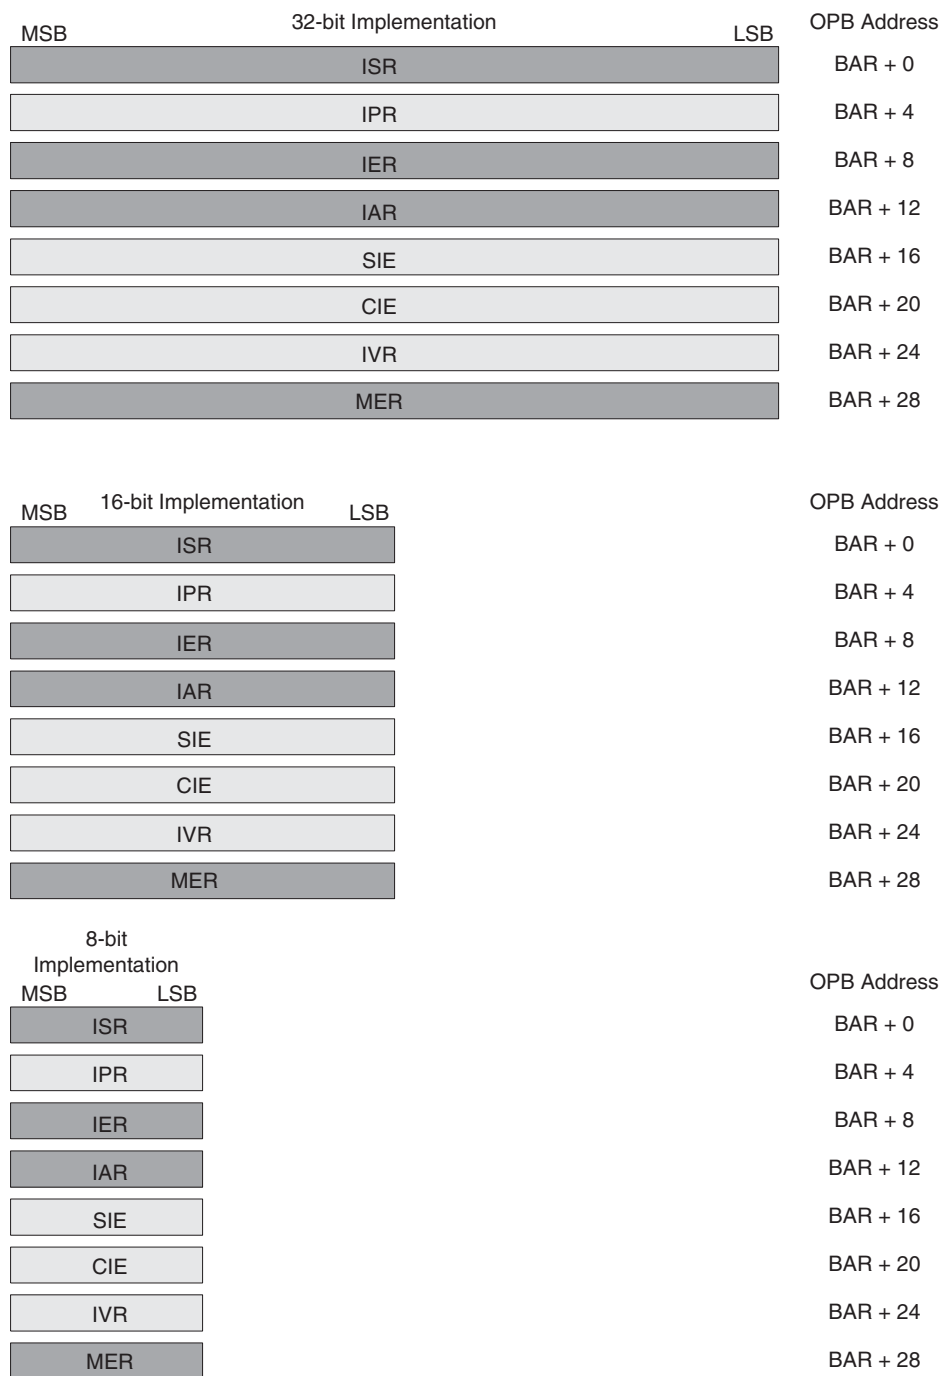 32-bit Implementation OPB Address
MSB LSB
ISR BAR + 0
IPR BAR + 4
IER BAR + 8
IAR BAR + 12
SIE BAR + 16
CIE BAR + 20
IVR BAR + 24
MER BAR + 28
16-bit Implementation OPB Address
MSB LSB
ISR BAR + 0
IPR BAR + 4
IER BAR + 8
IAR BAR + 12
SIE BAR + 16
CIE BAR + 20
IVR BAR + 24
MER BAR + 28
8-bit
Implementation
MSB LSB OPB Address
ISR BAR + 0
IPR BAR + 4
IER BAR + 8
IAR BAR + 12
SIE BAR + 16
CIE BAR + 20
IVR BAR + 24
MER BAR + 28